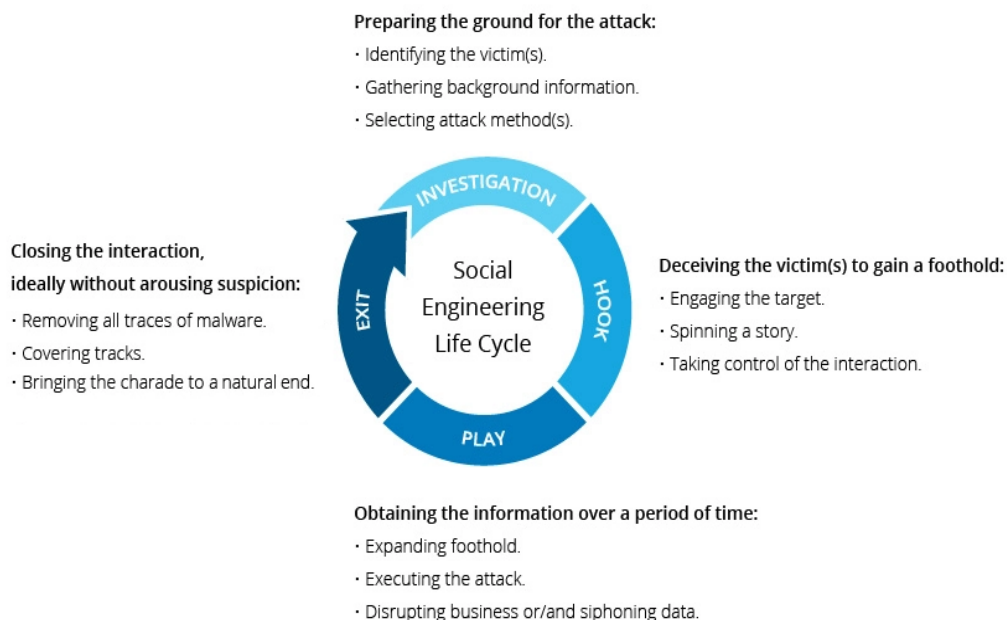 Preparing the ground for the attack:
· Identifying the victim(s).
· Gathering background information.
· Selecting attack method(s).
INVESTIGATION
Closing the interaction,
ideally without arousing suspicion:
· Removing all traces of malware.
· Covering tracks.
· Bringing the charade to a natural end.
EXIT
Social
Engineering
Life Cycle
HOOK
Deceiving the victim(s) to gain a foothold:
· Engaging the target.
· Spinning a story.
· Taking control of the interaction.
PLAY
Obtaining the information over a period of time:
· Expanding foothold.
· Executing the attack.
· Disrupting business or/and siphoning data.